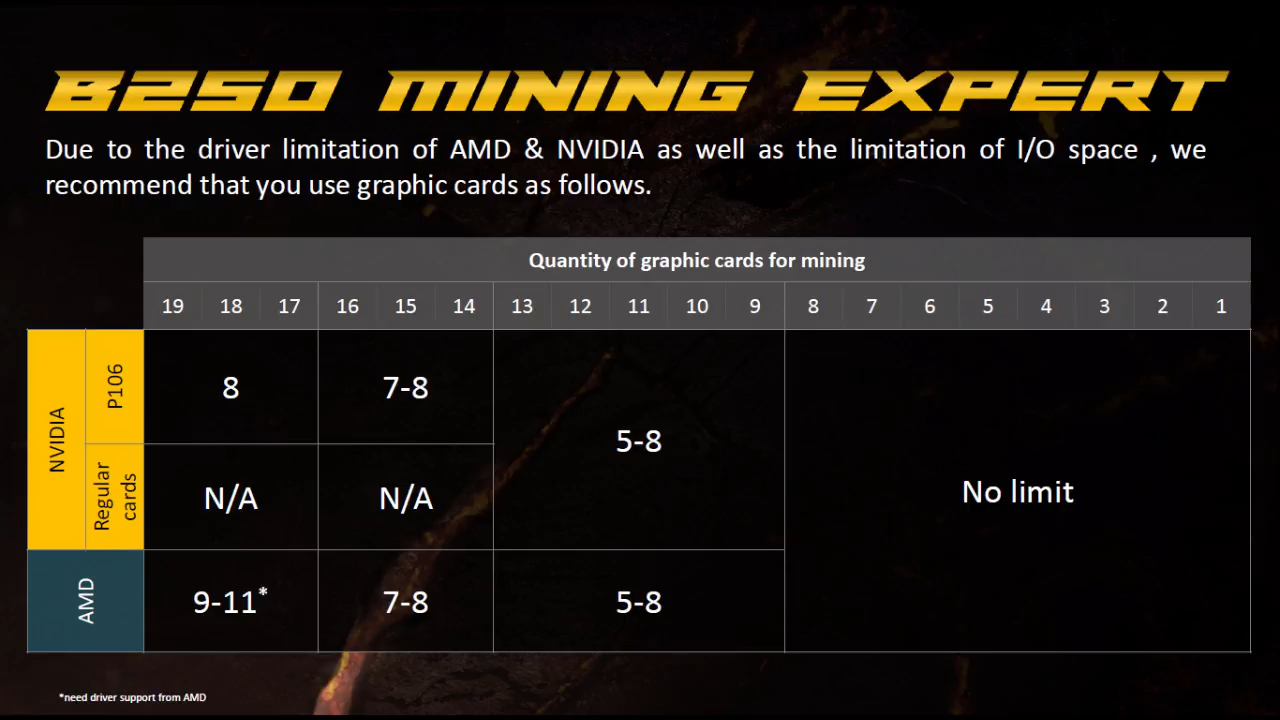 B250 MINING EXPERT
Due to the driver limitation of AMD & NVIDIA as well as the limitation of I/O space , we
recommend that you use graphic cards as follows.
Quantity of graphic cards for mining
19 18 17 16 15 14 13 12 11 10 9 8 7 6 5 4 3 2 1
NVIDIA
P106
8
7-8
5-8
No limit
Regular
cards
N/A
N/A
AMD
9-11*
7-8
5-8
*need driver support from AMD